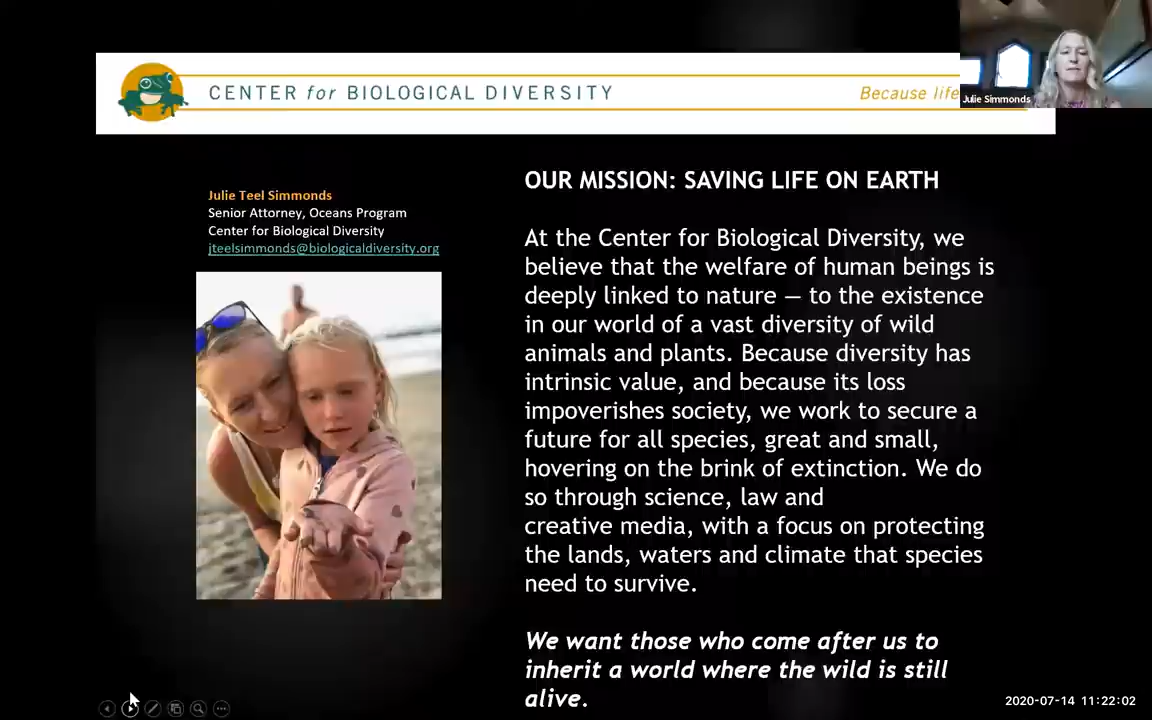 CENTER for BIOLOGICAL DIVERSITY
Because life
Julie Simmonds
Julie Teel Simmonds
Senior Attorney, Oceans Program
Center for Biological Diversity
jteelsimmonds@biologicaldiversity.org
OUR MISSION: SAVING LIFE ON EARTH
At the Center for Biological Diversity, we
believe that the welfare of human beings is
deeply linked to nature — to the existence
in our world of a vast diversity of wild
animals and plants. Because diversity has
intrinsic value, and because its loss
impoverishes society, we work to secure a
future for all species, great and small,
hovering on the brink of extinction. We do
so through science, law and
creative media, with a focus on protecting
the lands, waters and climate that species
need to survive.
We want those who come after us to
inherit a world where the wild is still
alive.
2020-07-14 11:22:02